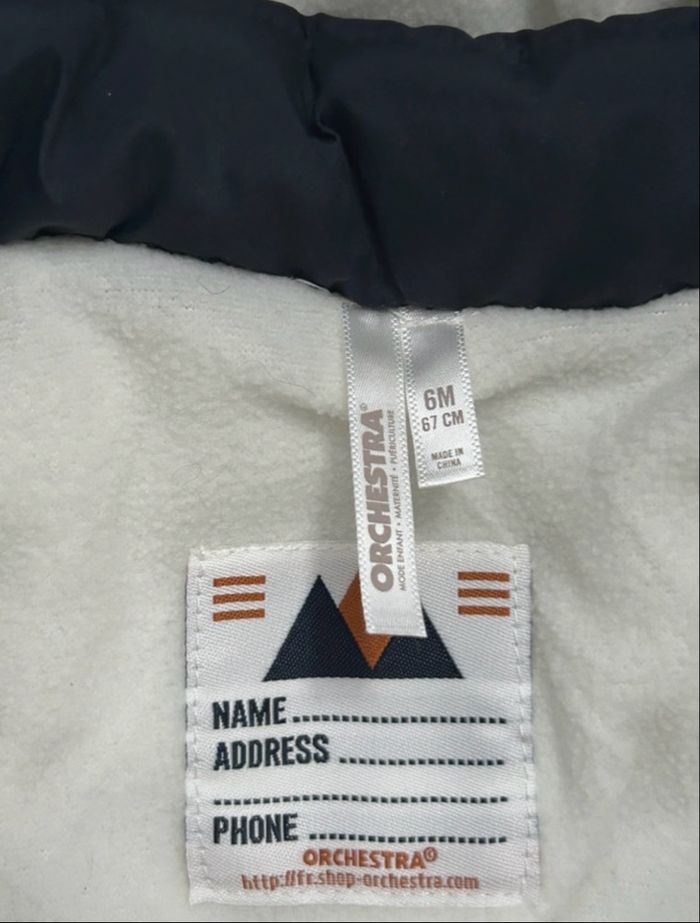 ORCHESTRA®
MODE ENFANT • MATERNITÉ • PUÉRICULTURE
6M
67 CM
MADE IN
CHINA
NAME
ADDRESS
PHONE
ORCHESTRA®
http://fr.shop-orchestra.com